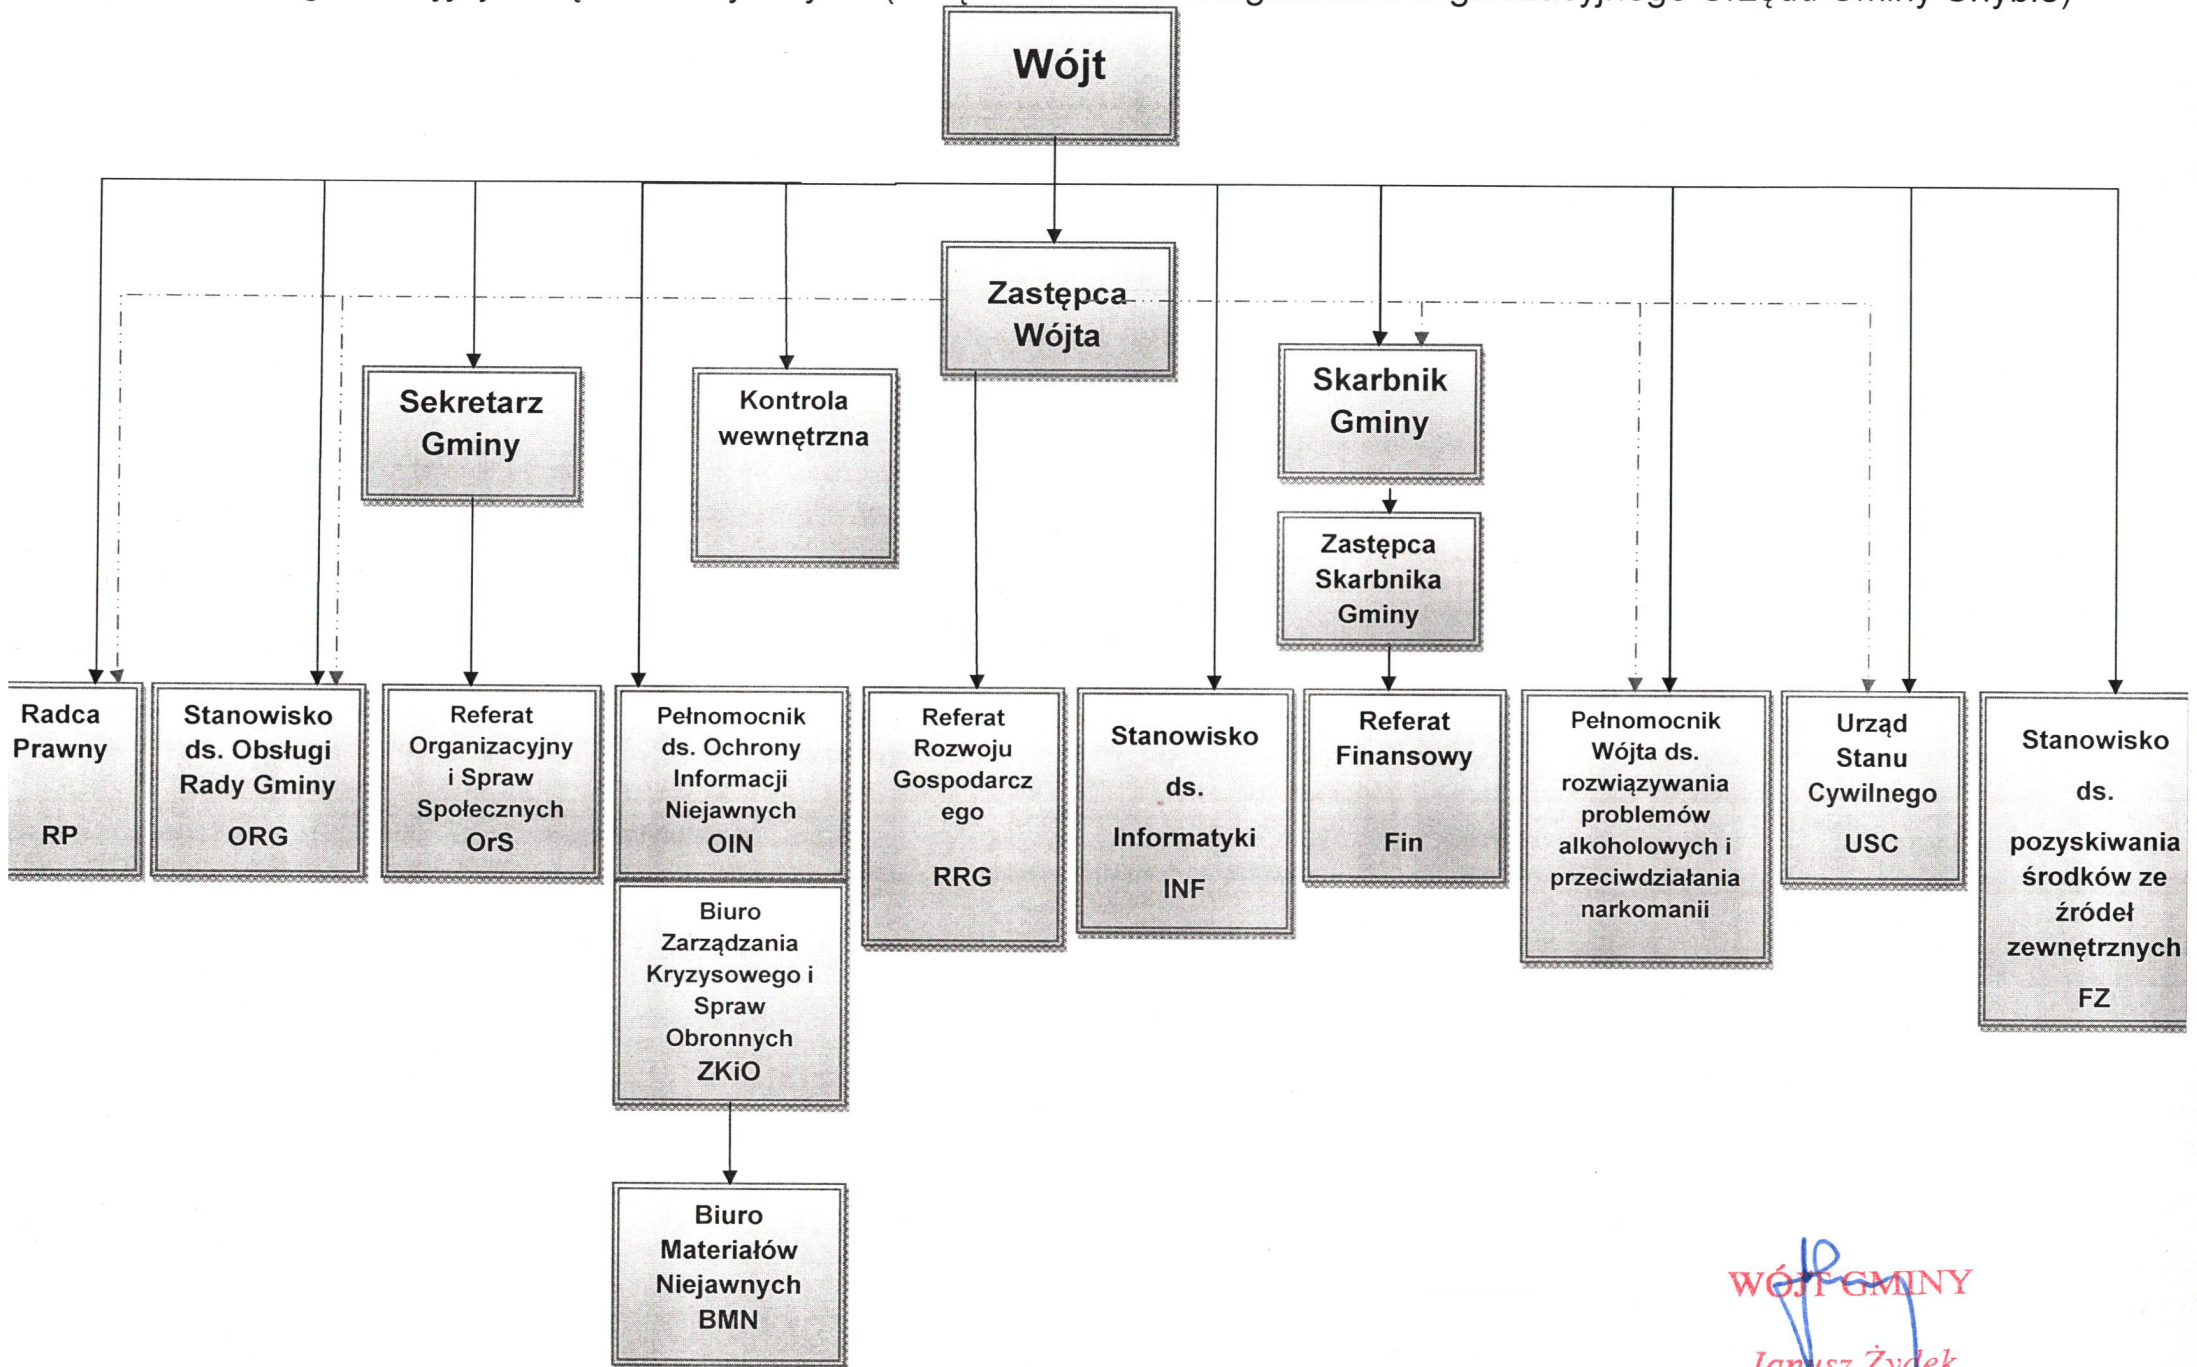 Wójt
Zastępca
Wójta
Sekretarz
Gminy
Kontrola
wewnętrzna
Skarbnik
Gminy
Zastępca
Skarbnika
Gminy
Radca
Prawny
RP
Stanowisko
ds. Obsługi
Rady Gminy
ORG
Referat
Organizacyjny
i Spraw
Społecznych
OrS
Pełnomocnik
ds. Ochrony
Informacji
Niejawnych
OIN
Biuro
Zarządzania
Kryzysowego i
Spraw
Obronnych
ZKiO
Biuro
Materiałów
Niejawnych
BMN
Referat
Rozwoju
Gospodarcz
ego
RRG
Stanowisko
ds.
Informatyki
INF
Referat
Finansowy
Fin
Pełnomocnik
Wójta ds.
rozwiązywania
problemów
alkoholowych i
przeciwdziałania
narkomanii
Urząd
Stanu
Cywilnego
USC
Stanowisko
ds.
pozyskiwania
środków ze
źródeł
zewnętrznych
FZ
WÓJT GMINY
Janusz Żydek